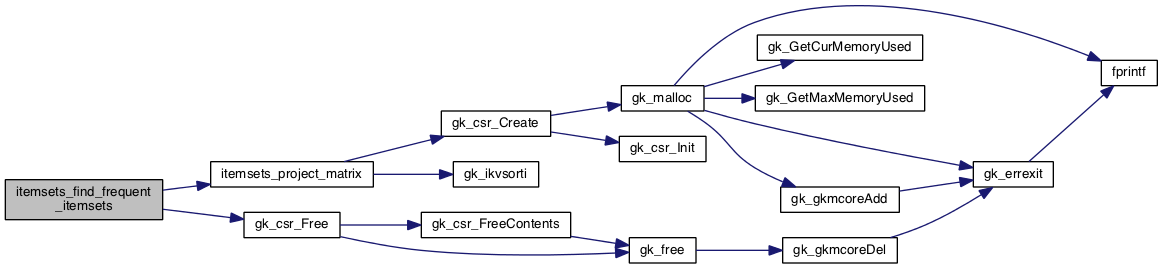 itemsets_find_frequent
_itemsets
itemsets_project_matrix
gk_csr_Free
gk_csr_Create
gk_ikvsorti
gk_csr_FreeContents
gk_malloc
gk_csr_Init
gk_free
gk_GetCurMemoryUsed
gk_GetMaxMemoryUsed
gk_gkmcoreAdd
gk_gkmcoreDel
gk_errexit
fprintf